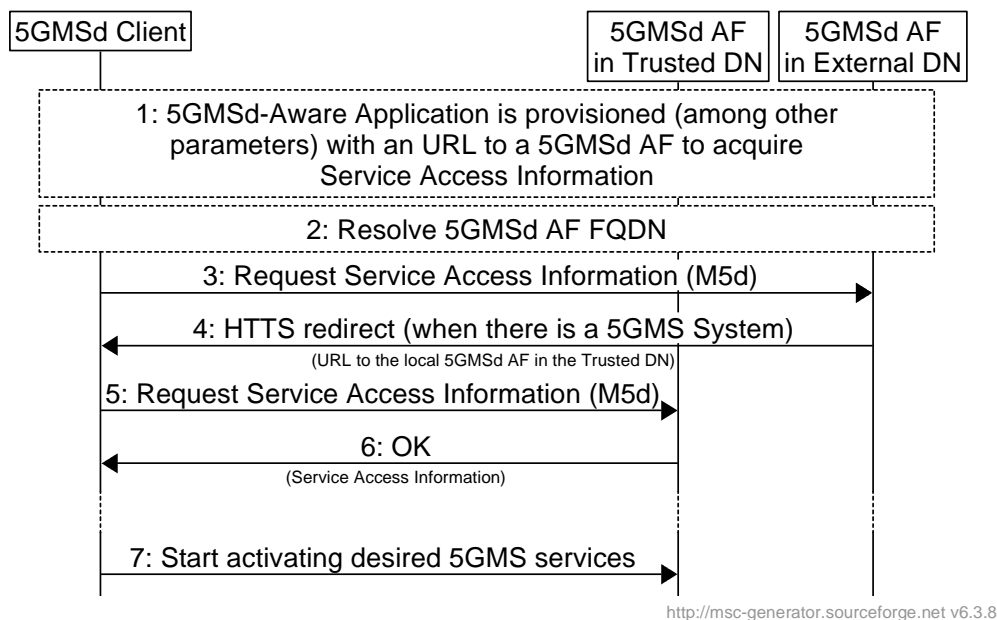 5GMSd Client
5GMSd AF
in Trusted DN
5GMSd AF
in External DN
1: 5GMSd-Aware Application is provisioned (among other
parameters) with an URL to a 5GMSd AF to acquire
Service Access Information
2: Resolve 5GMSd AF FQDN
3: Request Service Access Information (M5d)
4: HTTS redirect (when there is a 5GMS System)
(URL to the local 5GMSd AF in the Trusted DN)
5: Request Service Access Information (M5d)
6: OK
(Service Access Information)
7: Start activating desired 5GMS services
http://msc-generator.sourceforge.net v6.3.8